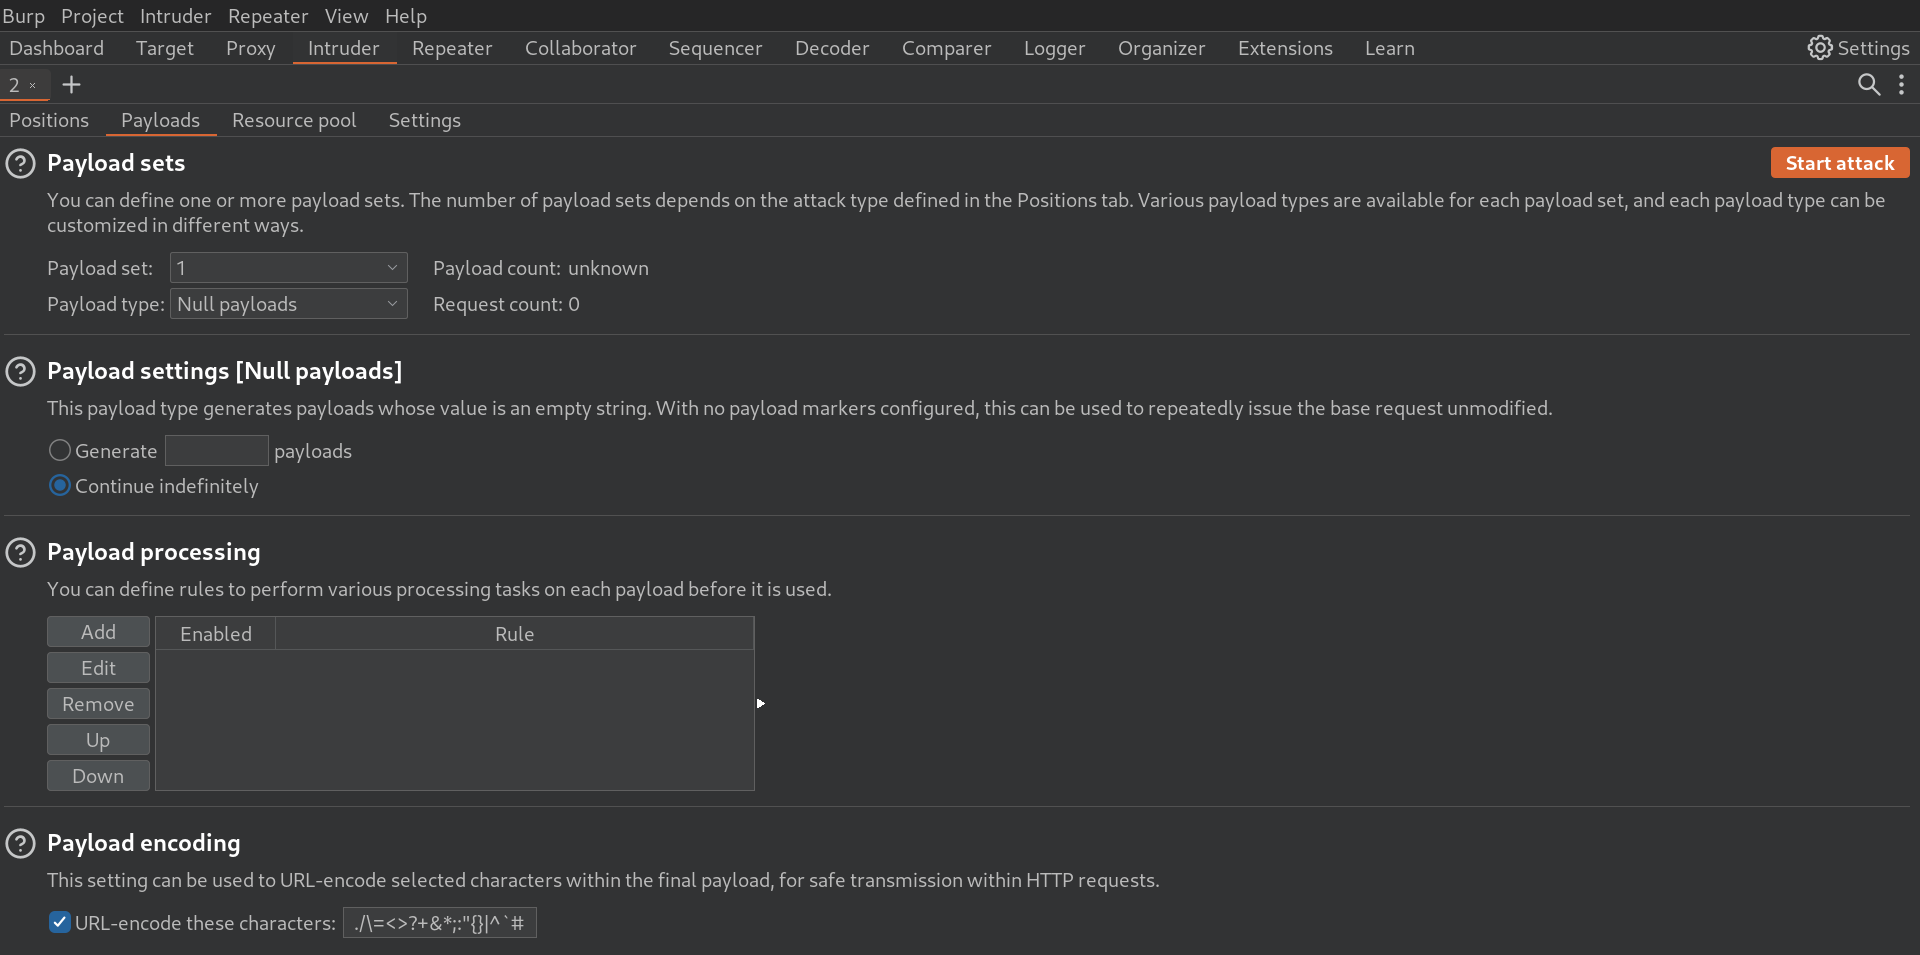 Burp Project Intruder Repeater View Help
Dashboard Target Proxy Intruder Repeater Collaborator Sequencer Decoder Comparer Logger Organizer Extensions Learn Settings
2 × +
Positions Payloads Resource pool Settings
Payload sets
Start attack
You can define one or more payload sets. The number of payload sets depends on the attack type defined in the Positions tab. Various payload types are available for each payload set, and each payload type can be
customized in different ways.
Payload set: 1 Payload count: unknown
Payload type: Null payloads Request count: 0
Payload settings [Null payloads]
This payload type generates payloads whose value is an empty string. With no payload markers configured, this can be used to repeatedly issue the base request unmodified.
Generate payloads
Continue indefinitely
Payload processing
You can define rules to perform various processing tasks on each payload before it is used.
Add Enabled Rule
Edit
Remove
Up
Down
Payload encoding
This setting can be used to URL-encode selected characters within the final payload, for safe transmission within HTTP requests.
URL-encode these characters: ./\=<>?+&*;:"{}|^`#